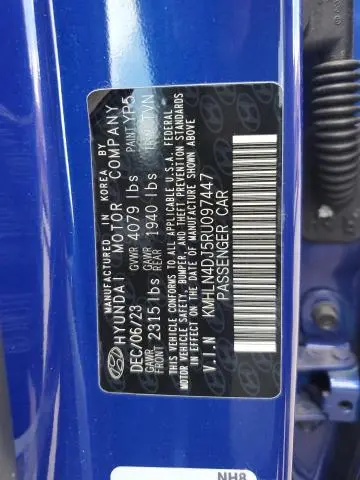 MANUFACTURED IN KOREA BY
HYUNDAI MOTOR COMPANY
DEC/06/23 GVWR 4079 lbs PAINT YP5
GAWR FRONT 2315 lbs GAWR REAR 1940 lbs TRIM TVN
THIS VEHICLE CONFORMS TO ALL APPLICABLE U.S.A. FEDERAL
MOTOR VEHICLE SAFETY, BUMPER, AND THEFT PREVENTION STANDARDS
IN EFFECT ON THE DATE OF MANUFACTURE SHOWN ABOVE.
V.I.N KMHLN4DJ5RU097447
PASSENGER CAR
NH8